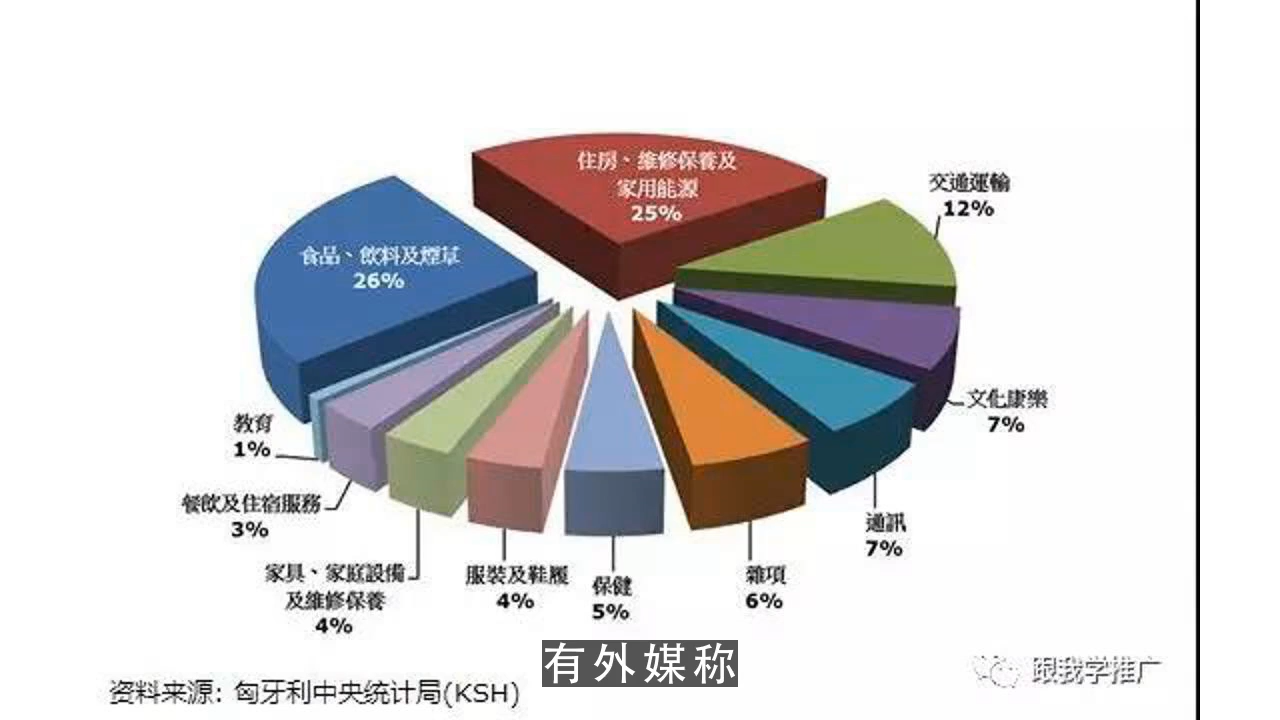 住房、維修保養及
家用能源
25%
交通運輸
12%
食品、飲料及煙草
26%
文化康樂
7%
教育
1%
餐飲及住宿服務
3%
通訊
7%
家具、家庭設備
及維修保養
4%
服裝及鞋履
4%
保健
5%
雜項
6%
有外媒称
资料来源: 匈牙利中央统计局(KSH)
跟我学推广